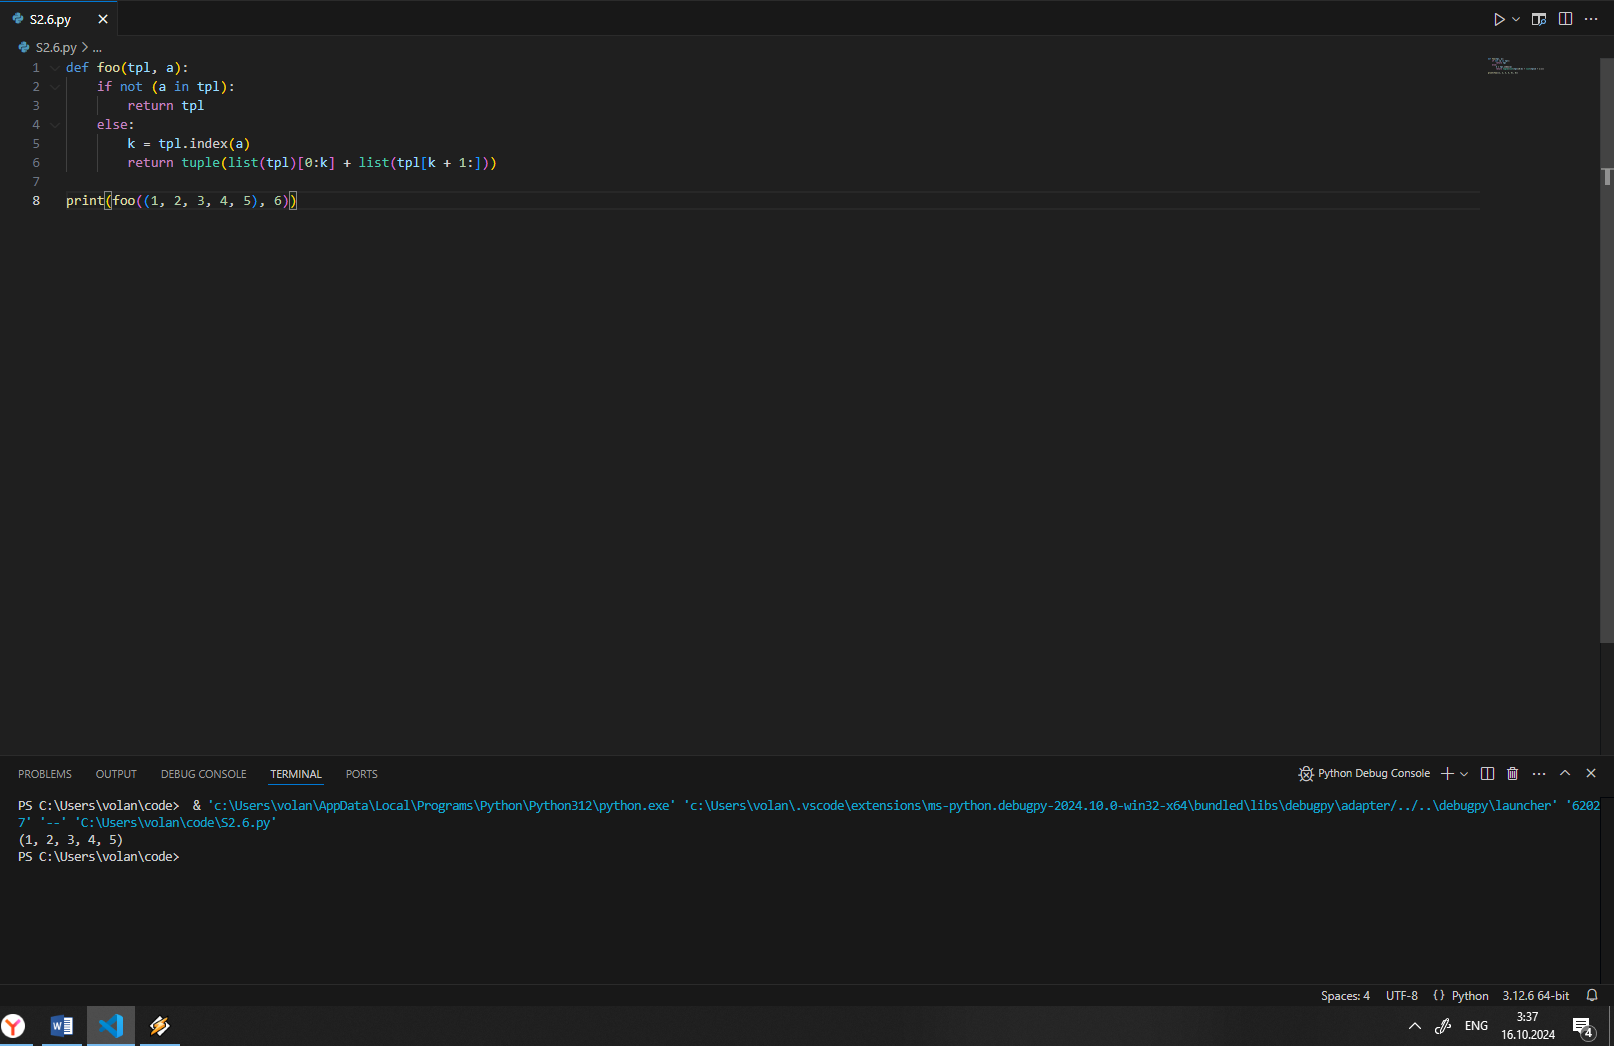 S2.6.py
S2.6.py > ...
1 def foo(tpl, a):
2     if not (a in tpl):
3         return tpl
4     else:
5         k = tpl.index(a)
6         return tuple(list(tpl)[0:k] + list(tpl[k + 1:]))
7
8 print(foo((1, 2, 3, 4, 5), 6))
PROBLEMS OUTPUT DEBUG CONSOLE TERMINAL PORTS Python Debug Console
PS C:\Users\volan\code>  & 'c:\Users\volan\AppData\Local\Programs\Python\Python312\python.exe' 'c:\Users\volan\.vscode\extensions\ms-python.debugpy-2024.10.0-win32-x64\bundled\libs\debugpy\adapter/../..\debugpy\launcher' '6202
7' '--' 'C:\Users\volan\code\S2.6.py'
(1, 2, 3, 4, 5)
PS C:\Users\volan\code>
Spaces: 4 UTF-8 {} Python 3.12.6 64-bit
ENG 3:37
16.10.2024 4